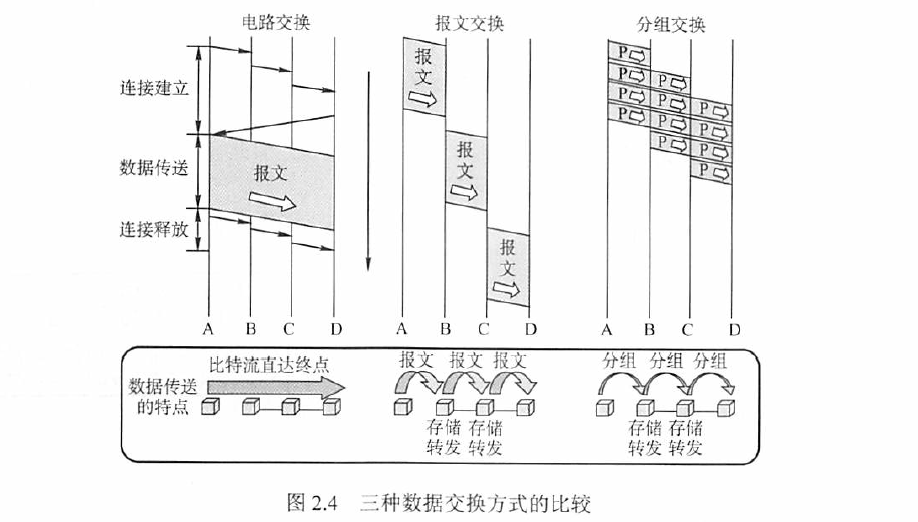 电路交换
报文交换
分组交换
连接建立
数据传送
连接释放
报文
A B C D
报
文
报
文
报
文
A B C D
P P P
P P P
P P P
P P P
A B C D
数据传送
的特点
比特流直达终点
报文 报文 报文
存储 存储
转发 转发
分组 分组 分组
存储 存储
转发 转发
图 2.4 三种数据交换方式的比较